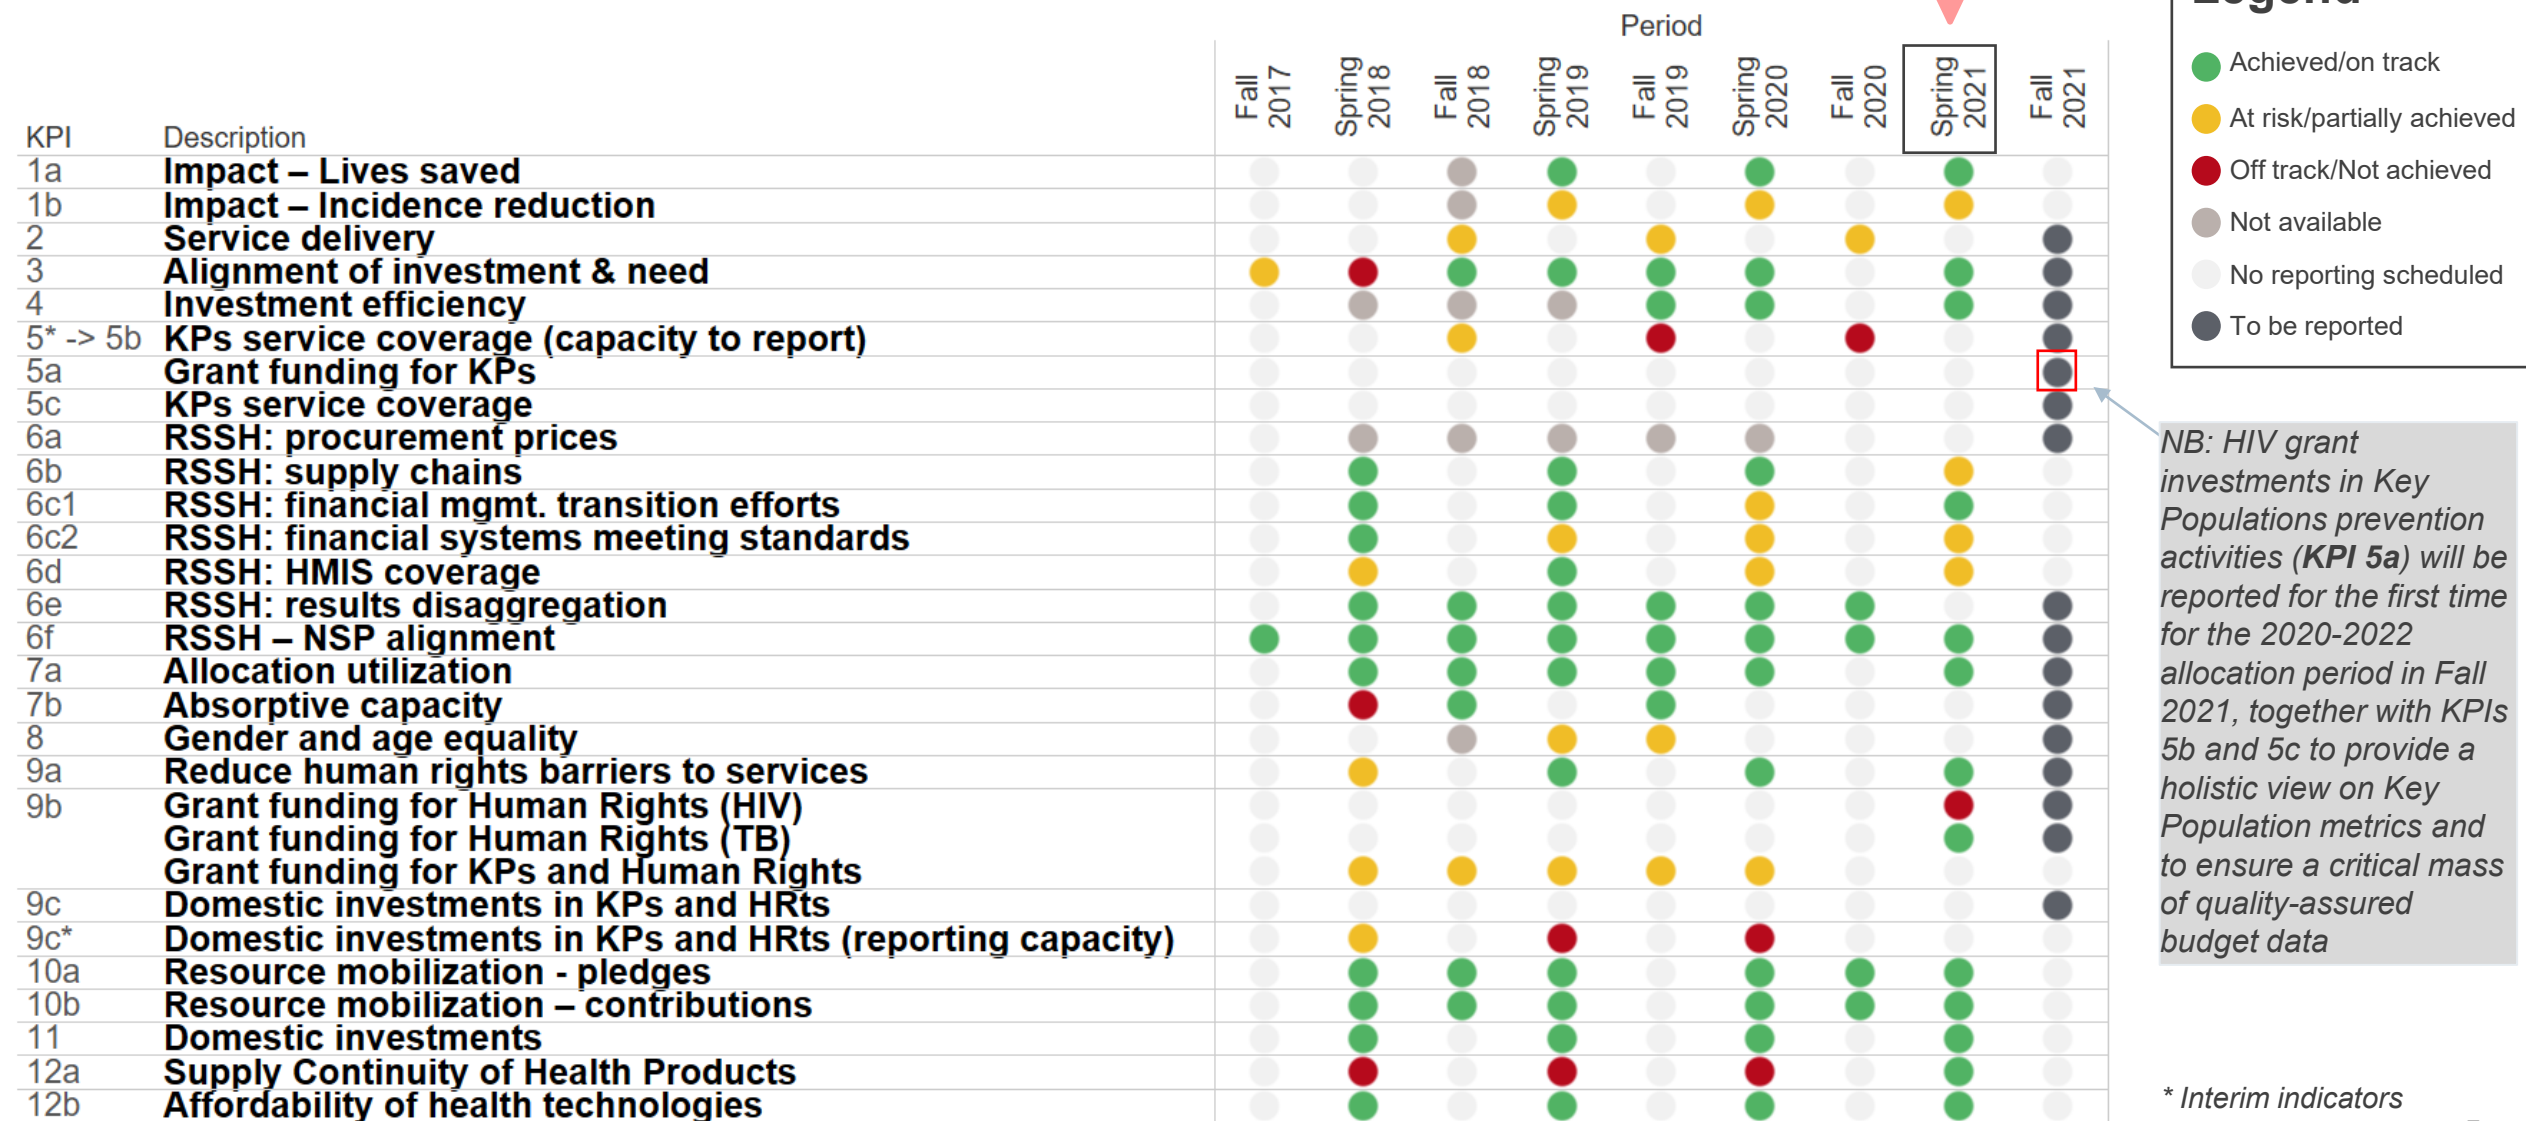 Legend
Period
Fall 2017
Spring 2018
Fall 2018
Spring 2019
Fall 2019
Spring 2020
Fall 2020
Spring 2021
Fall 2021
KPI Description
1a Impact – Lives saved
1b Impact – Incidence reduction
2 Service delivery
3 Alignment of investment & need
4 Investment efficiency
5* -> 5b KPs service coverage (capacity to report)
5a Grant funding for KPs
5c KPs service coverage
6a RSSH: procurement prices
6b RSSH: supply chains
6c1 RSSH: financial mgmt. transition efforts
6c2 RSSH: financial systems meeting standards
6d RSSH: HMIS coverage
6e RSSH: results disaggregation
6f RSSH – NSP alignment
7a Allocation utilization
7b Absorptive capacity
8 Gender and age equality
9a Reduce human rights barriers to services
9b Grant funding for Human Rights (HIV)
Grant funding for Human Rights (TB)
Grant funding for KPs and Human Rights
9c Domestic investments in KPs and HRts
9c* Domestic investments in KPs and HRts (reporting capacity)
10a Resource mobilization - pledges
10b Resource mobilization – contributions
11 Domestic investments
12a Supply Continuity of Health Products
12b Affordability of health technologies
Achieved/on track
At risk/partially achieved
Off track/Not achieved
Not available
No reporting scheduled
To be reported
NB: HIV grant
investments in Key
Populations prevention
activities (KPI 5a) will be
reported for the first time
for the 2020-2022
allocation period in Fall
2021, together with KPIs
5b and 5c to provide a
holistic view on Key
Population metrics and
to ensure a critical mass
of quality-assured
budget data
* Interim indicators